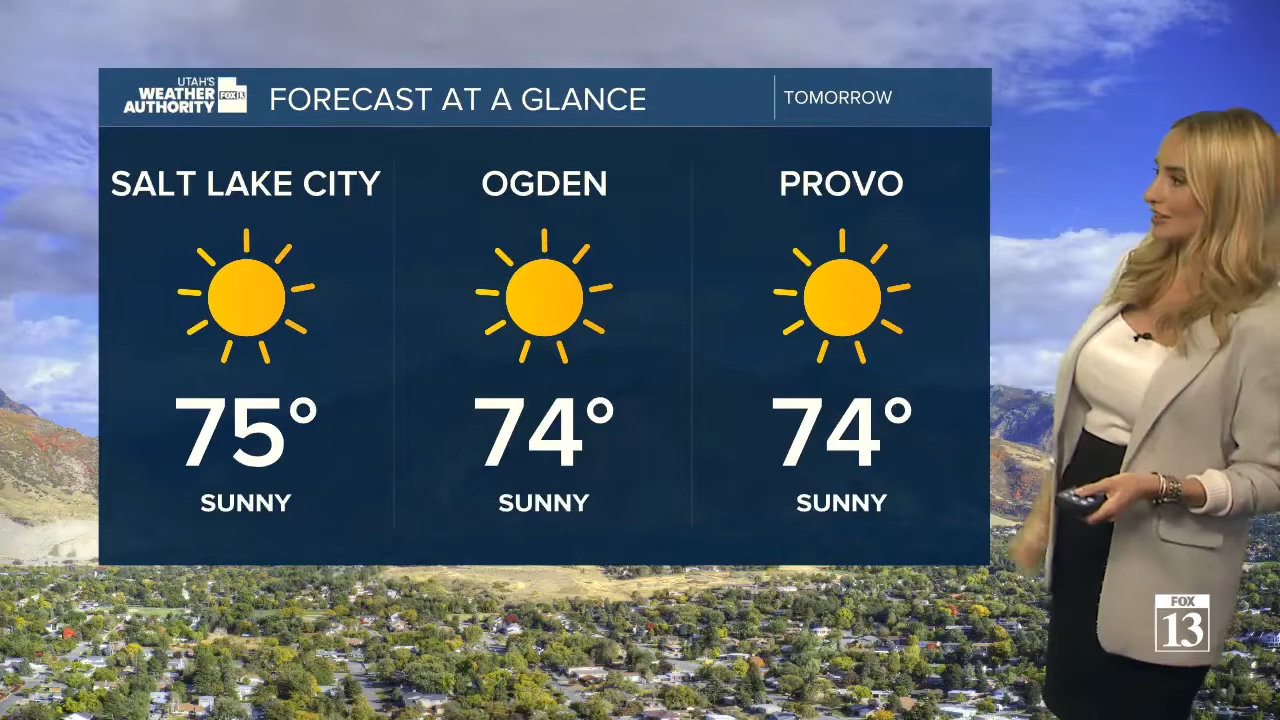 UTAH'S
WEATHER
AUTHORITY
FOX 13
FORECAST AT A GLANCE
TOMORROW
SALT LAKE CITY
OGDEN
PROVO
75°
74°
74°
SUNNY
SUNNY
SUNNY
FOX
13